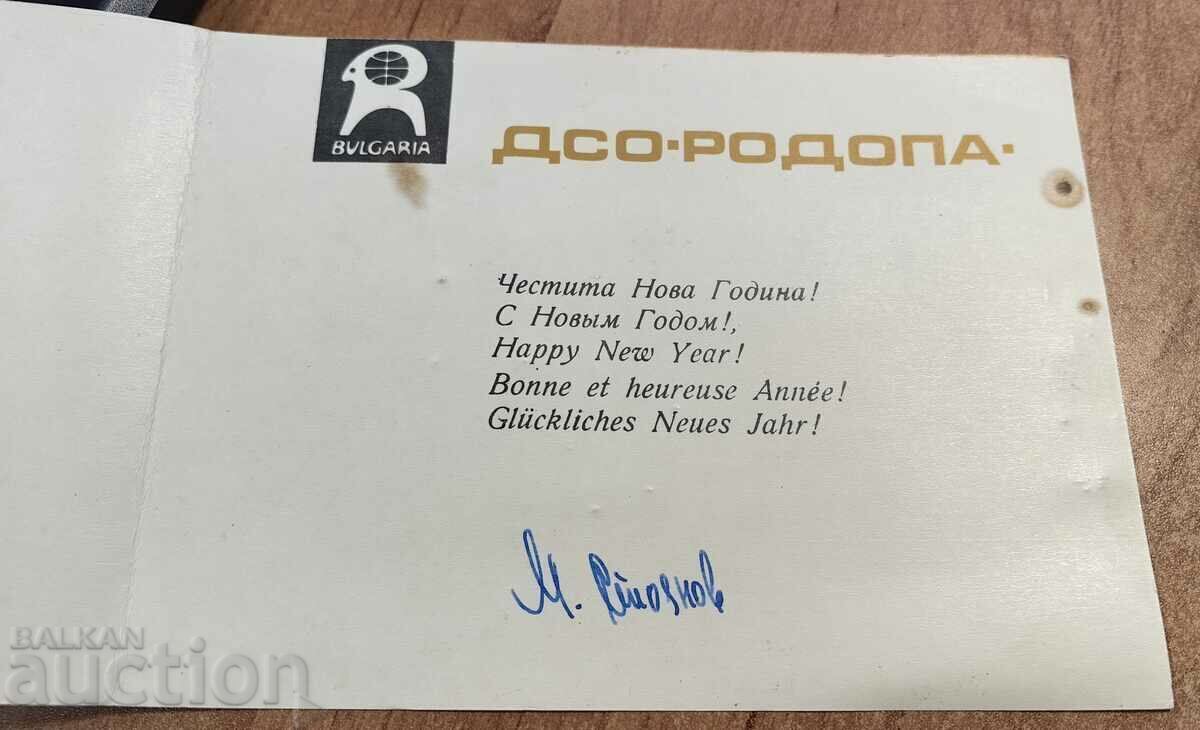 BULGARIA
ДСО·РОДОПА·
Честита Нова Година!
С Новым Годом!,
Happy New Year!
Bonne et heureuse Année!
Glückliches Neues Jahr!
М. Стоянов
BALKAN
auction